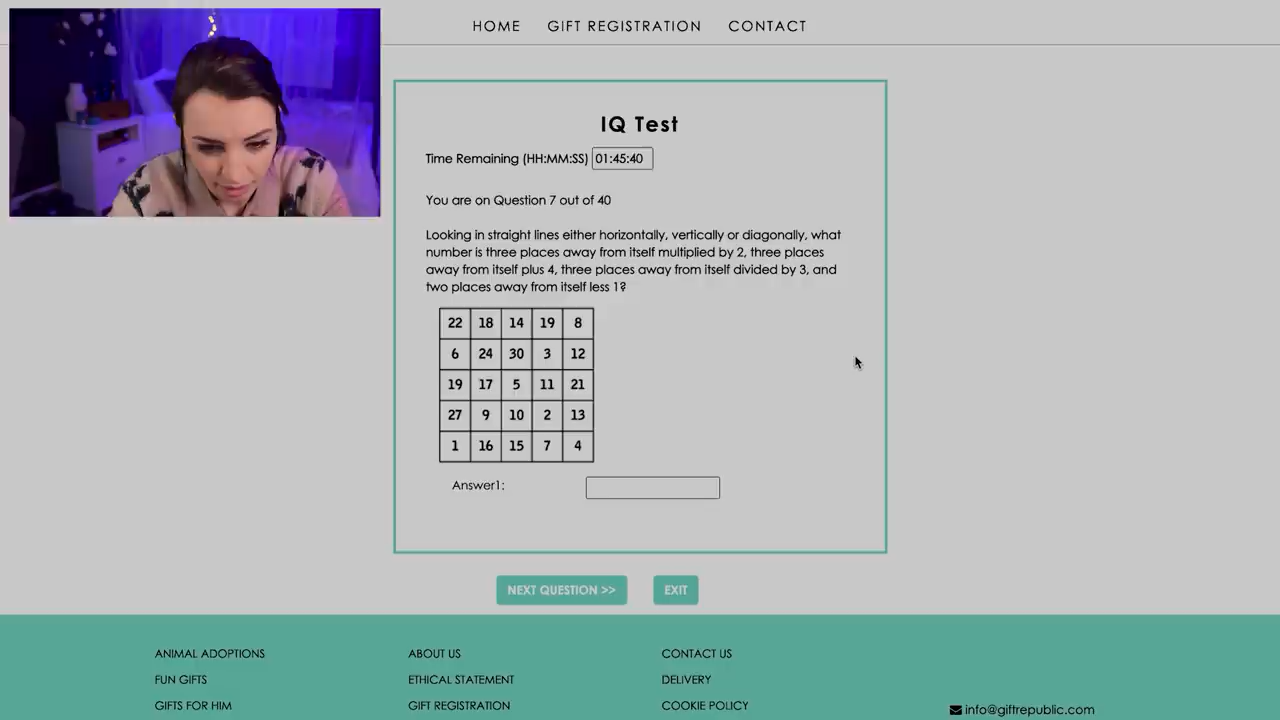 HOME GIFT REGISTRATION CONTACT
IQ Test
Time Remaining (HH:MM:SS) 01:45:40
You are on Question 7 out of 40
Looking in straight lines either horizontally, vertically or diagonally, what
number is three places away from itself multiplied by 2, three places
away from itself plus 4, three places away from itself divided by 3, and
two places away from itself less 1?
22 18 14 19 8
6 24 30 3 12
19 17 5 11 21
27 9 10 2 13
1 16 15 7 4
Answer1:
NEXT QUESTION >> EXIT
ANIMAL ADOPTIONS ABOUT US CONTACT US
FUN GIFTS ETHICAL STATEMENT DELIVERY
GIFTS FOR HIM GIFT REGISTRATION COOKIE POLICY info@giftrepublic.com